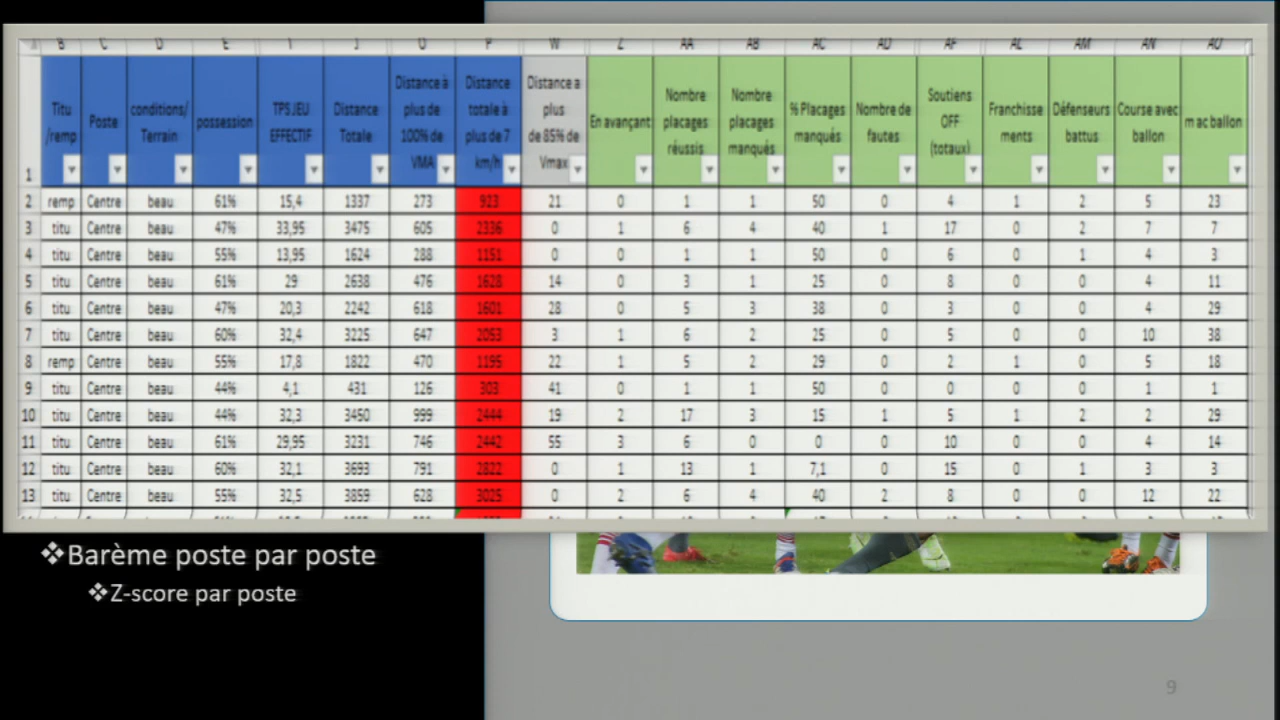 B C D E I J O P W Z AA AB AC AD AF AL AM AN AO
1 Titu /remp Poste conditions/ Terrain possession TPS JEU EFFECTIF Distance Totale Distance à plus de 100% de VMA Distance totale à plus de 7 km/h Distance a plus de 85% de Vmax En avançant Nombre placages réussis Nombre placages manqués % Placages manqués Nombre de fautes Soutiens OFF (totaux) Franchisse ments Défenseurs battus Course avec ballon m ac ballon
2 remp Centre beau 61% 15,4 1337 273 923 21 0 1 1 50 0 4 1 2 5 23
3 titu Centre beau 47% 33,95 3475 605 2336 0 1 6 4 40 1 17 0 2 7 7
4 titu Centre beau 55% 13,95 1624 288 1151 0 0 1 1 50 0 6 0 1 4 3
5 titu Centre beau 61% 29 2638 476 1628 14 0 3 1 25 0 8 0 0 4 11
6 titu Centre beau 47% 20,3 2242 618 1601 28 0 5 3 38 0 3 0 0 4 29
7 titu Centre beau 60% 32,4 3225 647 2053 3 1 6 2 25 0 5 0 0 10 38
8 remp Centre beau 55% 17,8 1822 470 1195 22 1 5 2 29 0 2 1 0 5 18
9 titu Centre beau 44% 4,1 431 126 303 41 0 1 1 50 0 0 0 0 1 1
10 titu Centre beau 44% 32,3 3450 999 2444 19 2 17 3 15 1 5 1 2 2 29
11 titu Centre beau 61% 29,95 3231 746 2442 55 3 6 0 0 0 10 0 0 4 14
12 titu Centre beau 60% 32,1 3693 791 2822 0 1 13 1 7,1 0 15 0 1 3 3
13 titu Centre beau 55% 32,5 3859 628 3025 0 2 6 4 40 2 8 0 0 12 22
❖Barème poste par poste
❖Z-score par poste
9